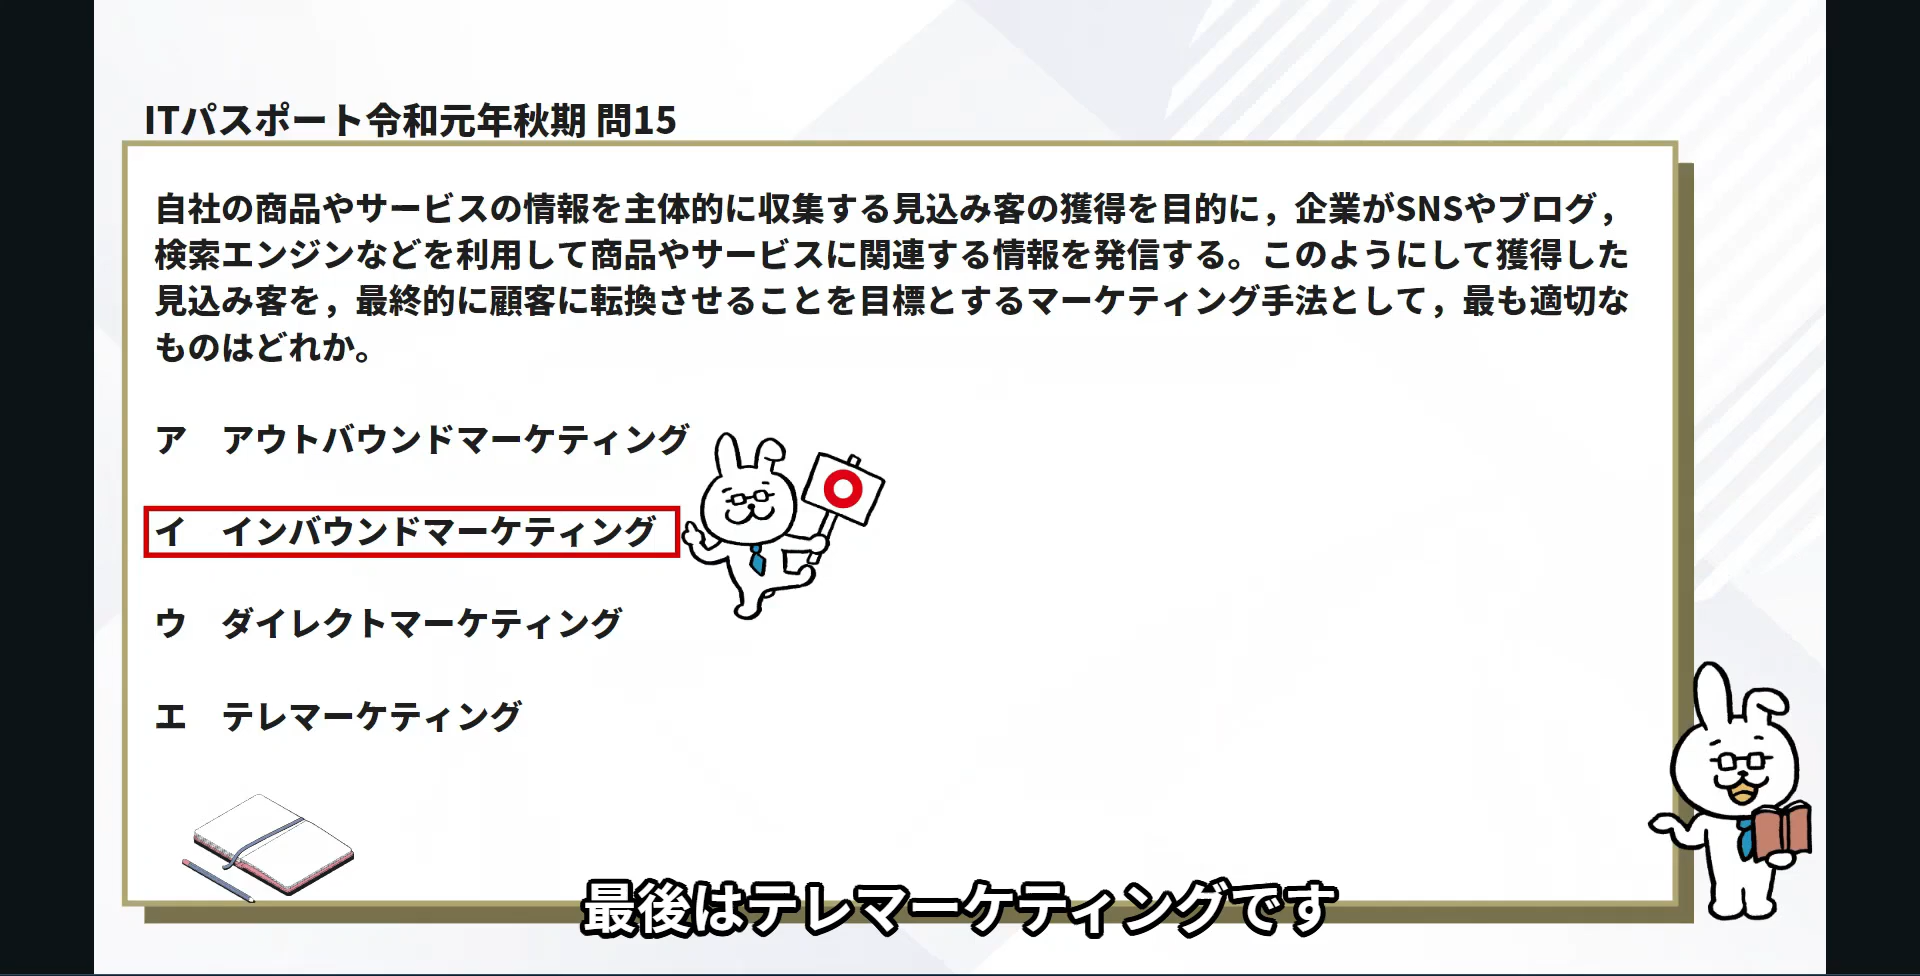 ITパスポート令和元年秋期 問15
自社の商品やサービスの情報を主体的に収集する見込み客の獲得を目的に，企業がSNSやブログ，
検索エンジンなどを利用して商品やサービスに関連する情報を発信する。このようにして獲得した
見込み客を，最終的に顧客に転換させることを目標とするマーケティング手法として，最も適切な
ものはどれか。
ア　アウトバウンドマーケティング
イ　インバウンドマーケティング
ウ　ダイレクトマーケティング
エ　テレマーケティング
最後はテレマーケティングです